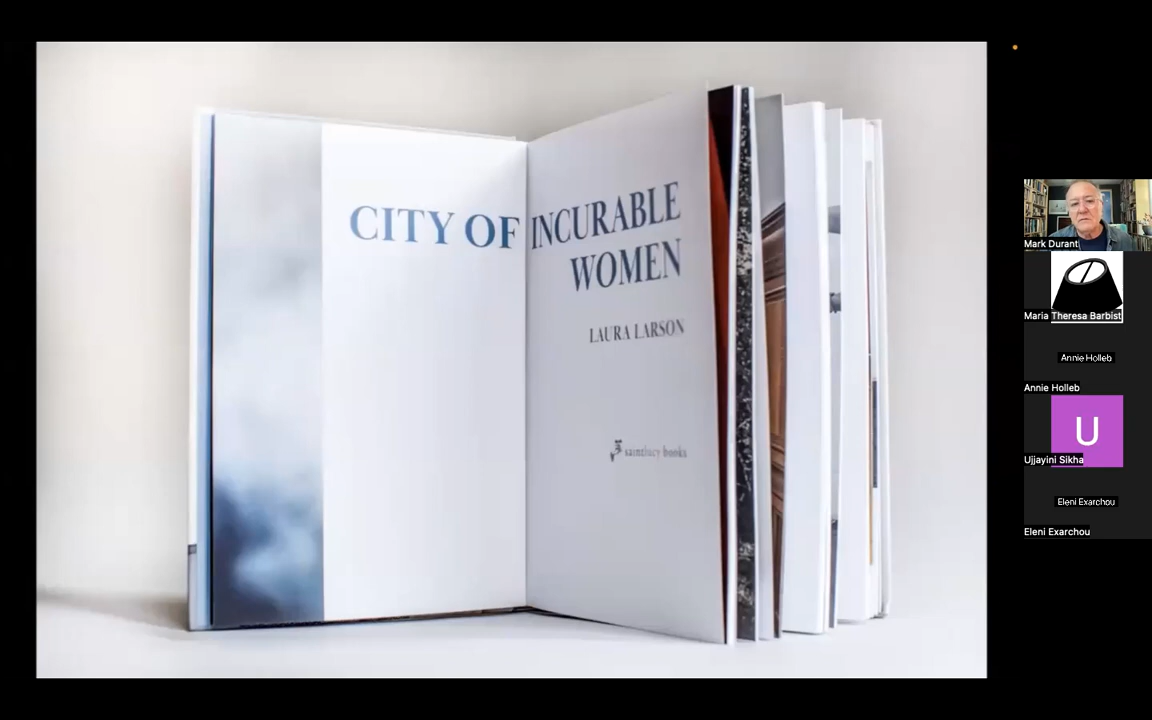 CITY OF INCURABLE
WOMEN
LAURA LARSON
saintlucy books
Mark Durant
Maria Theresa Barbist
Annie Holleb
Annie Holleb
U
Ujjayini Sikha
Eleni Exarchou
Eleni Exarchou